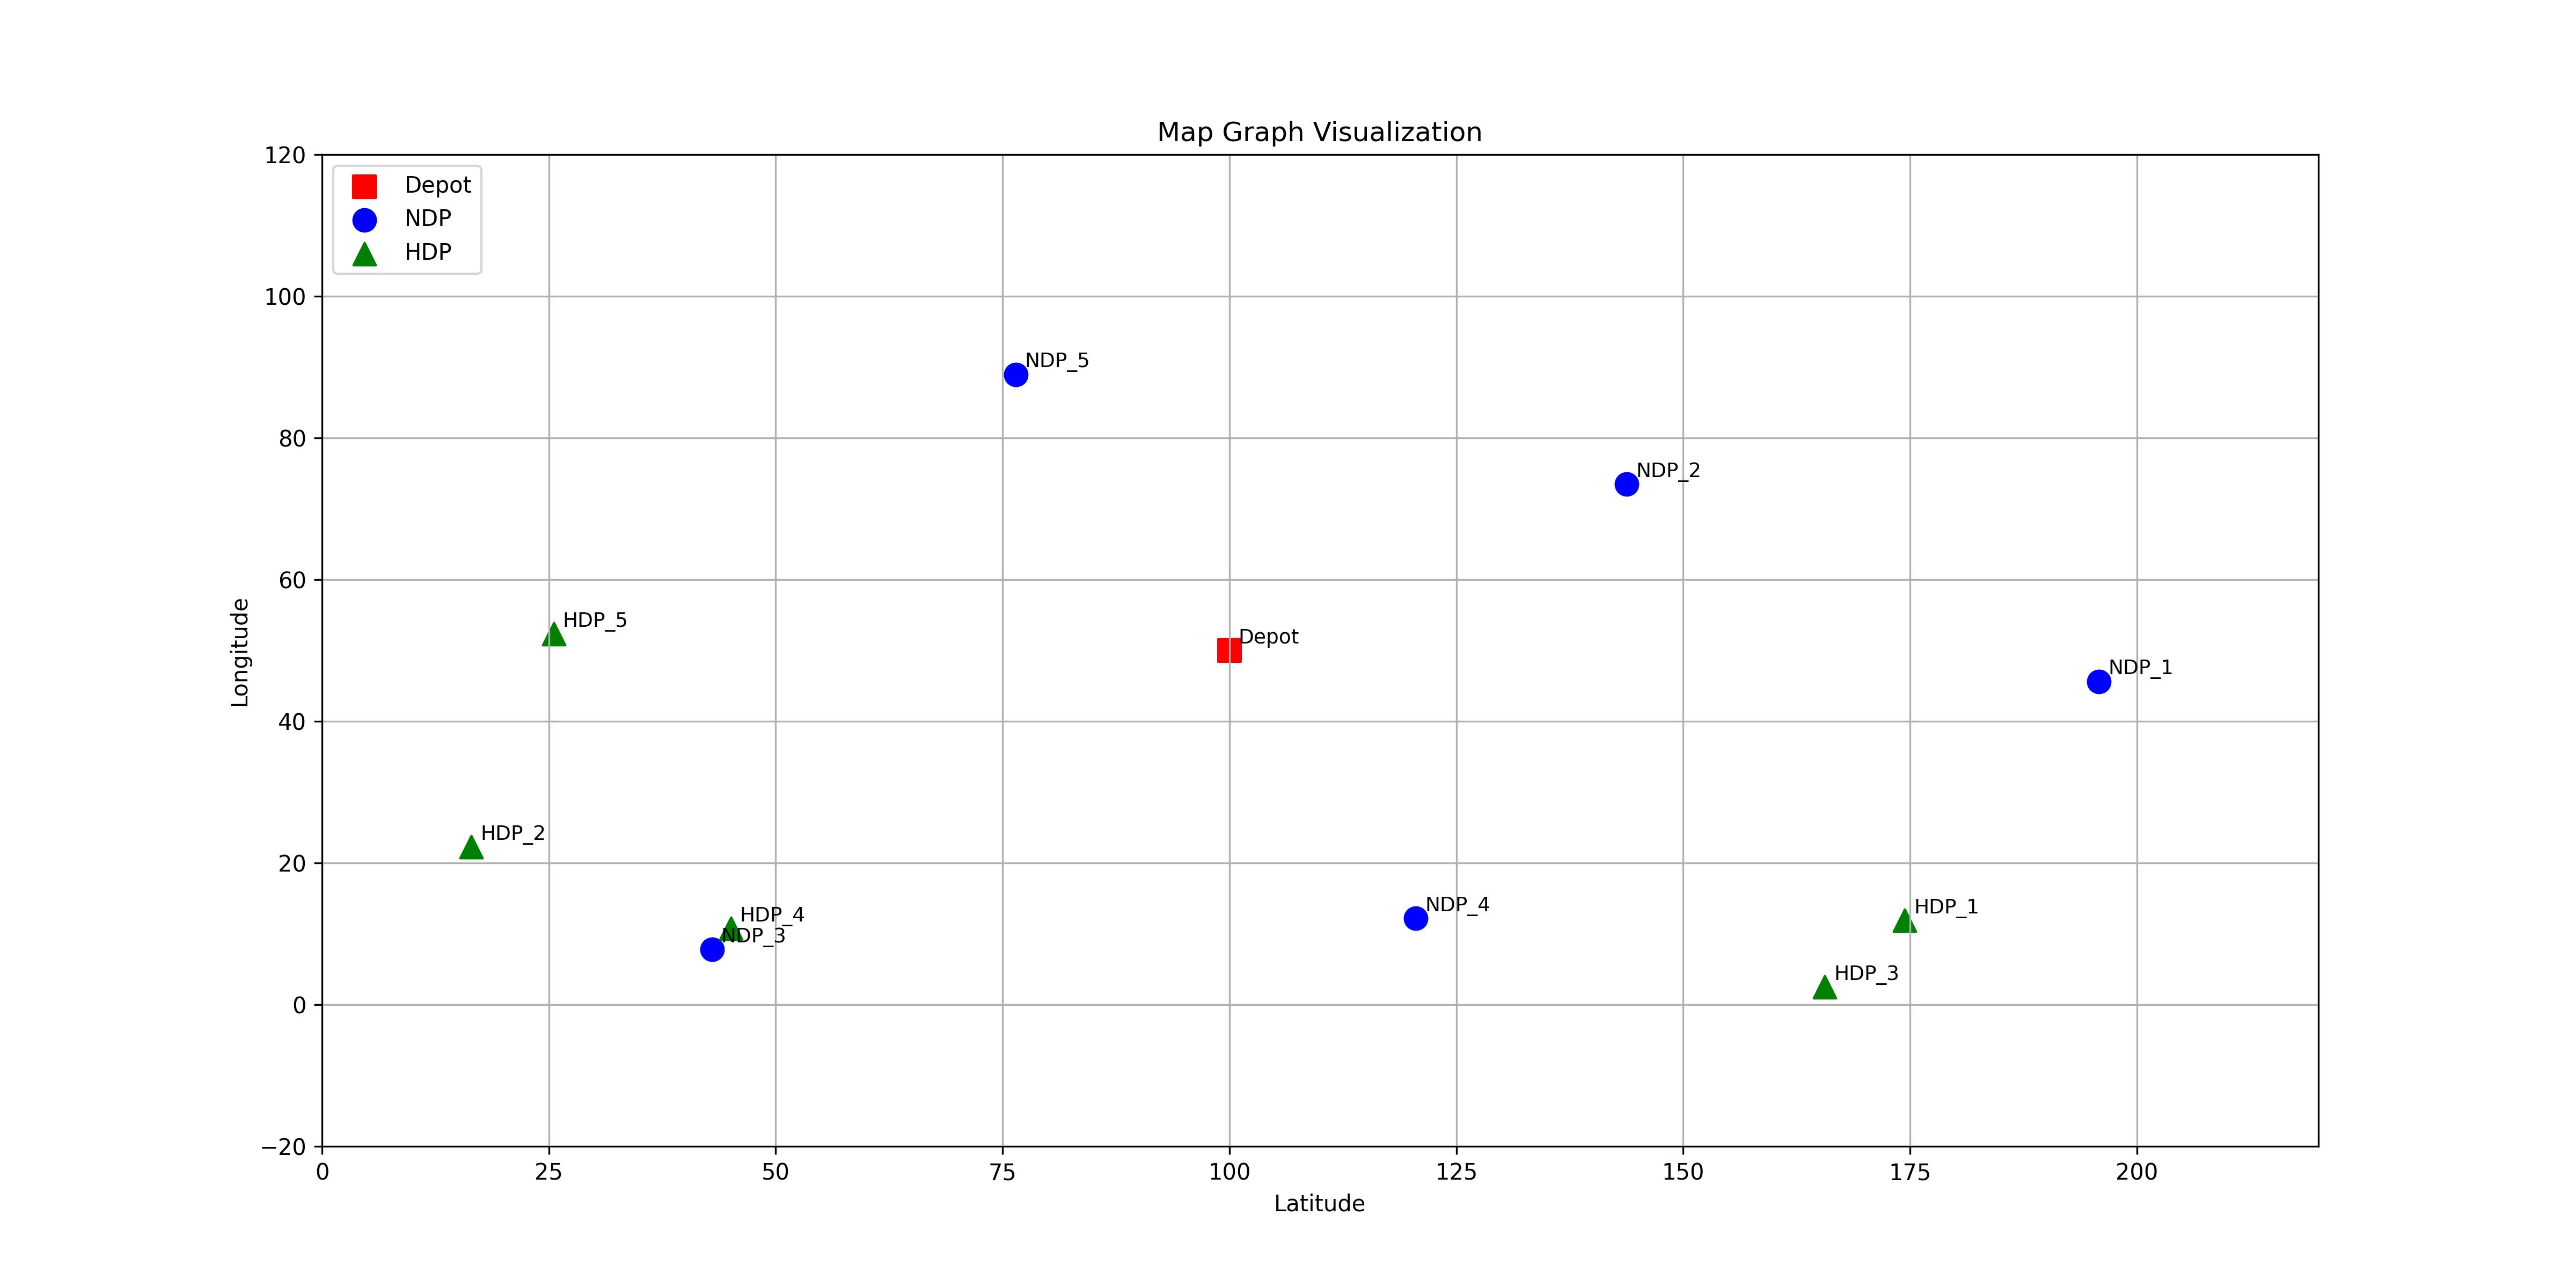 Map Graph Visualization
120
100
80
60
40
20
0
−20
Longitude
Depot
NDP
HDP
NDP_5
NDP_2
HDP_5
Depot
NDP_1
HDP_2
HDP_4
NDP_3
NDP_4
HDP_1
HDP_3
0 25 50 75 100 125 150 175 200
Latitude